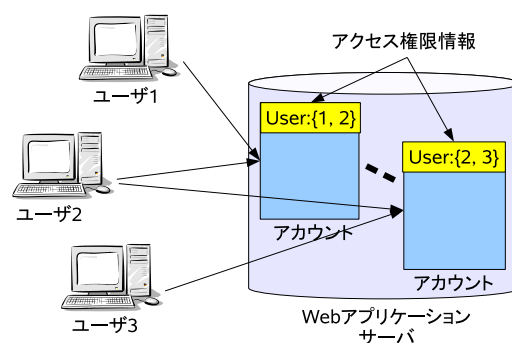 アクセス権限情報
ユーザ1
User:{1, 2}
User:{2, 3}
ユーザ2
アカウント
アカウント
ユーザ3
Webアプリケーション
サーバ